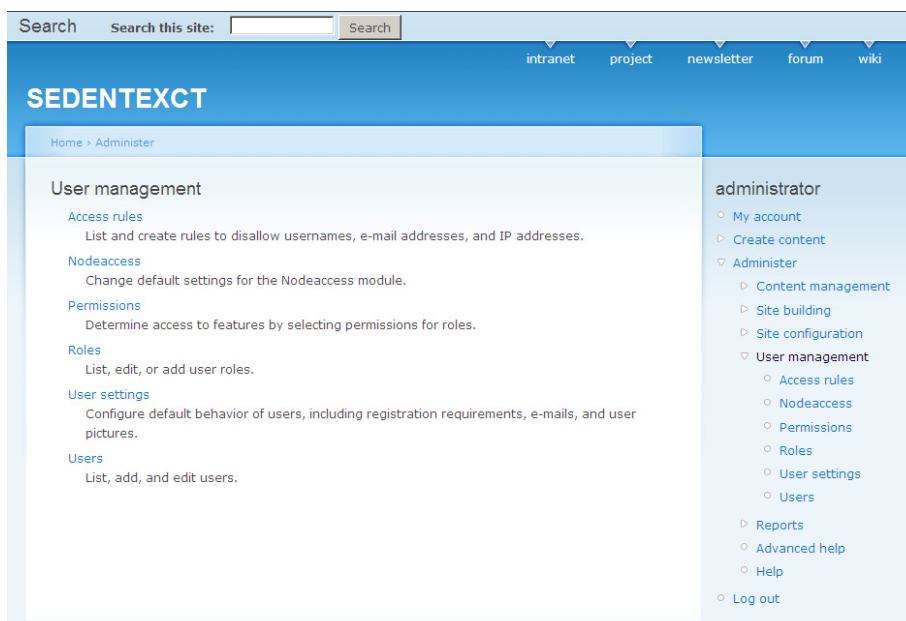 Search Search this site: Search
intranet project newsletter forum wiki
SEDENTEXCT
Home › Administer
User management
Access rules
List and create rules to disallow usernames, e-mail addresses, and IP addresses.
Nodeaccess
Change default settings for the Nodeaccess module.
Permissions
Determine access to features by selecting permissions for roles.
Roles
List, edit, or add user roles.
User settings
Configure default behavior of users, including registration requirements, e-mails, and user
pictures.
Users
List, add, and edit users.
administrator
My account
Create content
Administer
Content management
Site building
Site configuration
User management
Access rules
Nodeaccess
Permissions
Roles
User settings
Users
Reports
Advanced help
Help
Log out